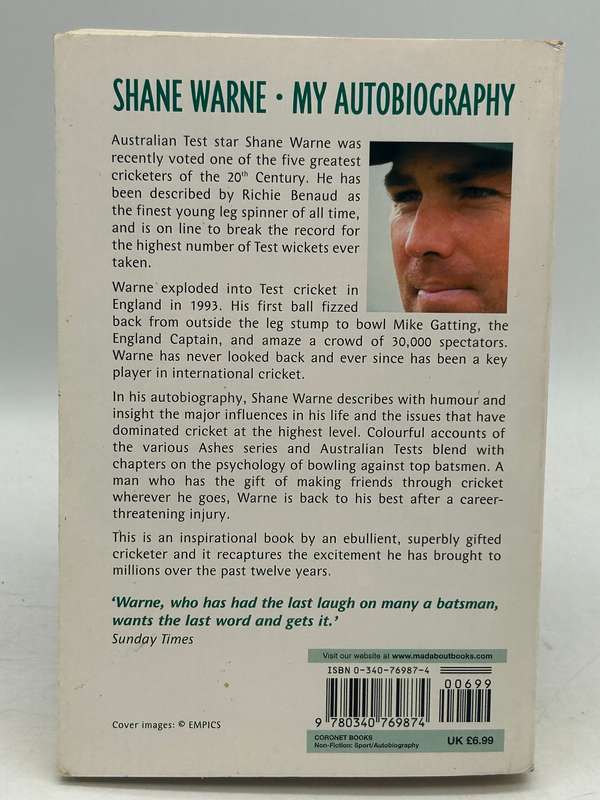 SHANE WARNE · MY AUTOBIOGRAPHY
Australian Test star Shane Warne was
recently voted one of the five greatest
cricketers of the 20th Century. He has
been described by Richie Benaud as
the finest young leg spinner of all time,
and is on line to break the record for
the highest number of Test wickets ever
taken.
Warne exploded into Test cricket in
England in 1993. His first ball fizzed
back from outside the leg stump to bowl Mike Gatting, the
England Captain, and amaze a crowd of 30,000 spectators.
Warne has never looked back and ever since has been a key
player in international cricket.
In his autobiography, Shane Warne describes with humour and
insight the major influences in his life and the issues that have
dominated cricket at the highest level. Colourful accounts of
the various Ashes series and Australian Tests blend with
chapters on the psychology of bowling against top batsmen. A
man who has the gift of making friends through cricket
wherever he goes, Warne is back to his best after a career-
threatening injury.
This is an inspirational book by an ebullient, superbly gifted
cricketer and it recaptures the excitement he has brought to
millions over the past twelve years.
‘Warne, who has had the last laugh on many a batsman,
wants the last word and gets it.’
Sunday Times
Visit our website at www.madaboutbooks.com
ISBN 0-340-76987-4
00699
9 780340 769874
Cover images: © EMPICS
CORONET BOOKS
Non-Fiction: Sport/Autobiography
UK £6.99